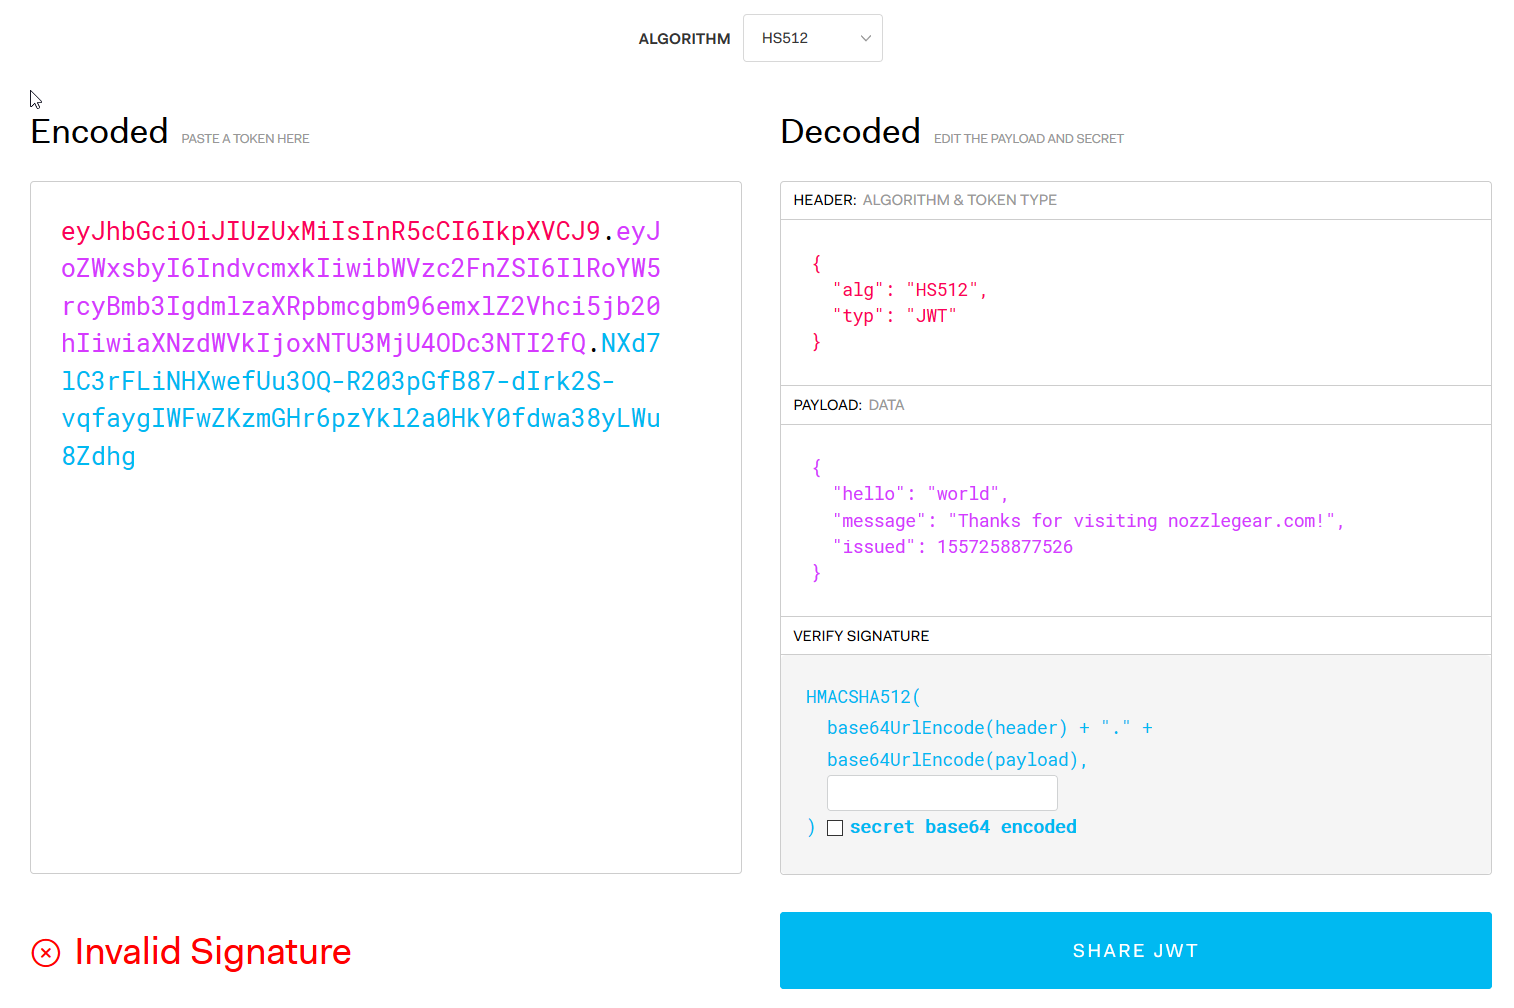 ALGORITHM HS512
Encoded PASTE A TOKEN HERE
eyJhbGciOiJIUzUxMiIsInR5cCI6IkpXVCJ9.eyJ
oZWxsbyI6IndvcmxkIiwibWVzc2FnZSI6IlRoYW5
rcyBmb3IgdmlzaXRpbmcgbm96emxlZ2Vhci5jb20
hIiwiaXNzdWVkIjoxNTU3MjU4ODc3NTI2fQ.NXd7
lC3rFLiNHXwefUu3OQ-R203pGfB87-dIrk2S-
vqfaygIWFwZKzmGHr6pzYkl2a0HkY0fdwa38yLWu
8Zdhg
Invalid Signature
Decoded EDIT THE PAYLOAD AND SECRET
HEADER: ALGORITHM & TOKEN TYPE
{
"alg": "HS512",
"typ": "JWT"
}
PAYLOAD: DATA
{
"hello": "world",
"message": "Thanks for visiting nozzlegear.com!",
"issued": 1557258877526
}
VERIFY SIGNATURE
HMACSHA512(
base64UrlEncode(header) + "." +
base64UrlEncode(payload),
) secret base64 encoded
SHARE JWT